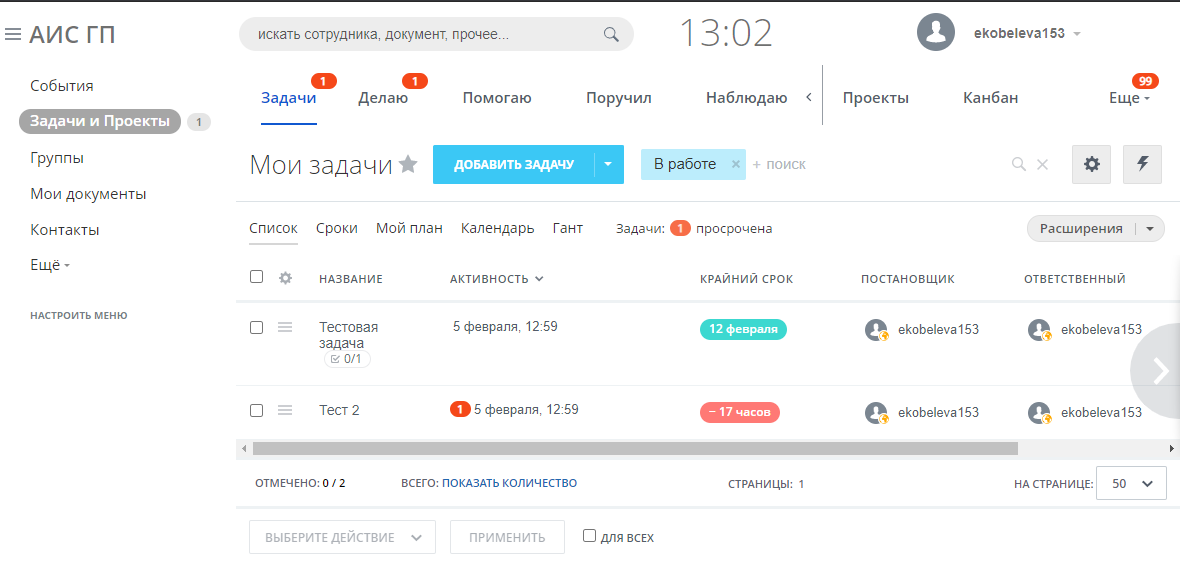 АИС ГП
искать сотрудника, документ, прочее...
13:02
ekobeleva153
События
Задачи и Проекты 1
Группы
Мои документы
Контакты
Ещё
НАСТРОИТЬ МЕНЮ
Задачи 1
Делаю 1
Помогаю
Поручил
Наблюдаю
Проекты
Канбан
Еще 99
Мои задачи
ДОБАВИТЬ ЗАДАЧУ
В работе × + поиск
Список Сроки Мой план Календарь Гант Задачи: 1 просрочена
Расширения
НАЗВАНИЕ АКТИВНОСТЬ КРАЙНИЙ СРОК ПОСТАНОВЩИК ОТВЕТСТВЕННЫЙ
Тестовая
задача
0/1
5 февраля, 12:59
12 февраля
ekobeleva153
ekobeleva153
Тест 2
1 5 февраля, 12:59
− 17 часов
ekobeleva153
ekobeleva153
ОТМЕЧЕНО: 0 / 2 ВСЕГО: ПОКАЗАТЬ КОЛИЧЕСТВО СТРАНИЦЫ: 1 НА СТРАНИЦЕ: 50
ВЫБЕРИТЕ ДЕЙСТВИЕ ПРИМЕНИТЬ ДЛЯ ВСЕХ